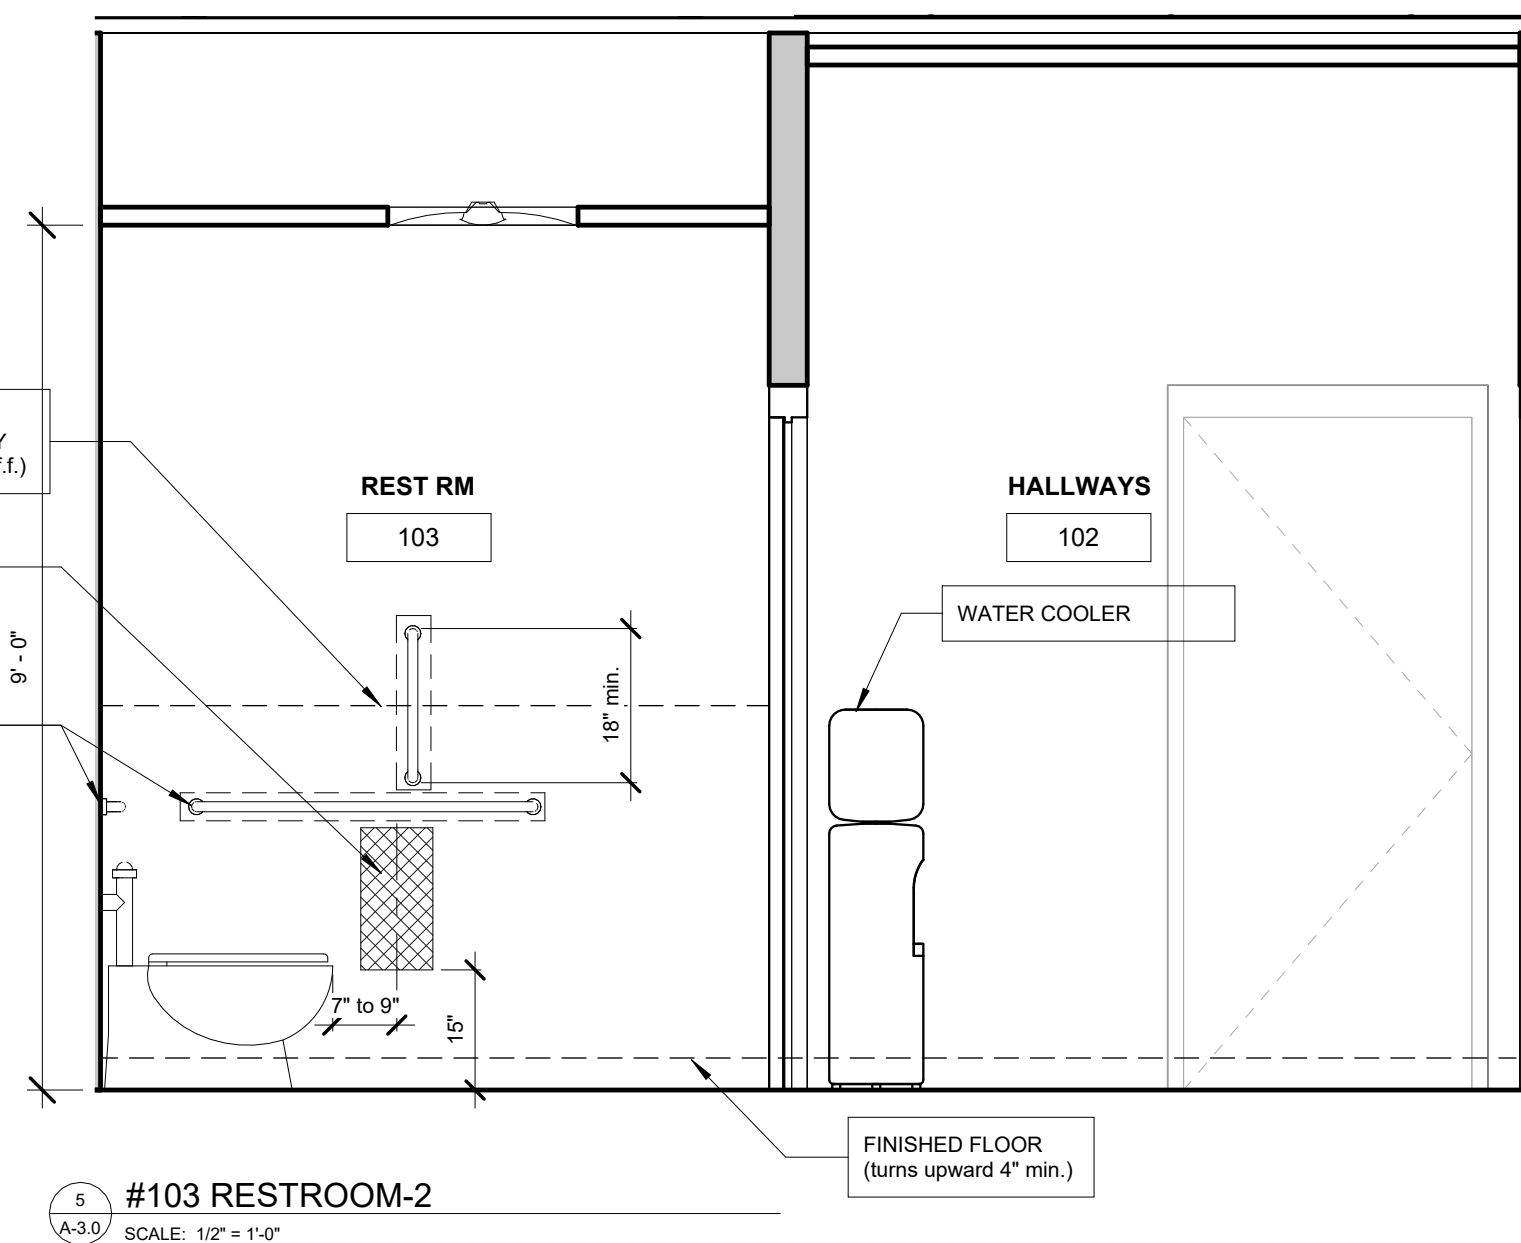 Y
f.f.)
REST RM
103
HALLWAYS
102
WATER COOLER
9' - 0"
18" min.
7" to 9"
15"
FINISHED FLOOR
(turns upward 4" min.)
5
A-3.0
#103 RESTROOM-2
SCALE: 1/2" = 1'-0"